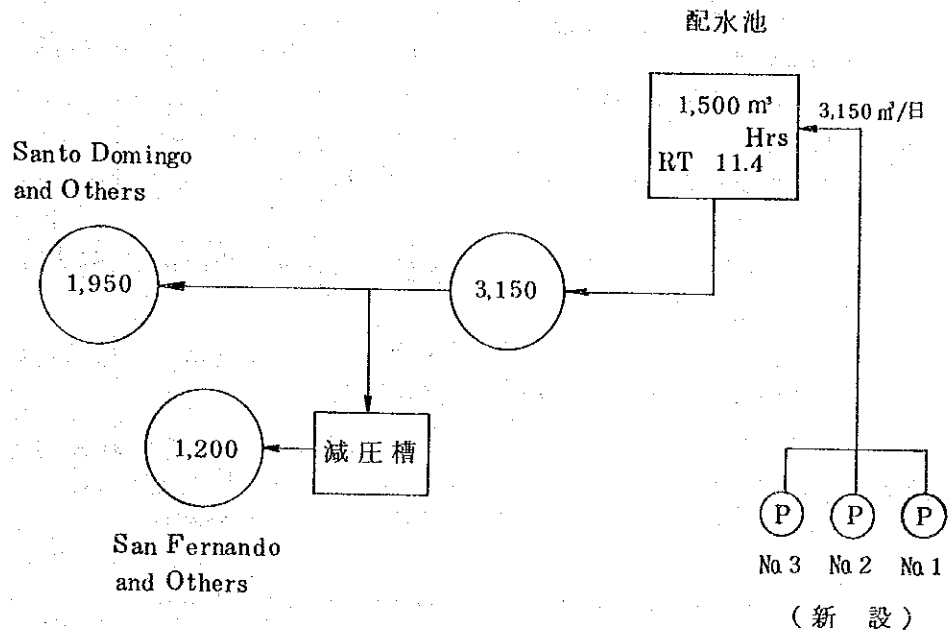 配水池
1,500 m³
Hrs
RT 11.4
3,150 m³/日
Santo Domingo
and Others
1,950
3,150
1,200
減圧槽
San Fernando
and Others
P P P
No.3 No.2 No.1
(新 設)